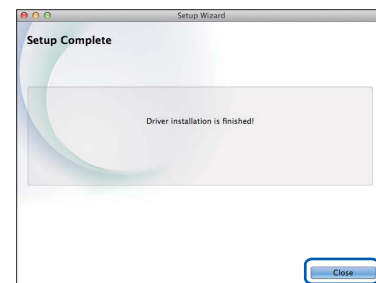 Setup Wizard
Setup Complete
Driver installation is finished!
Close